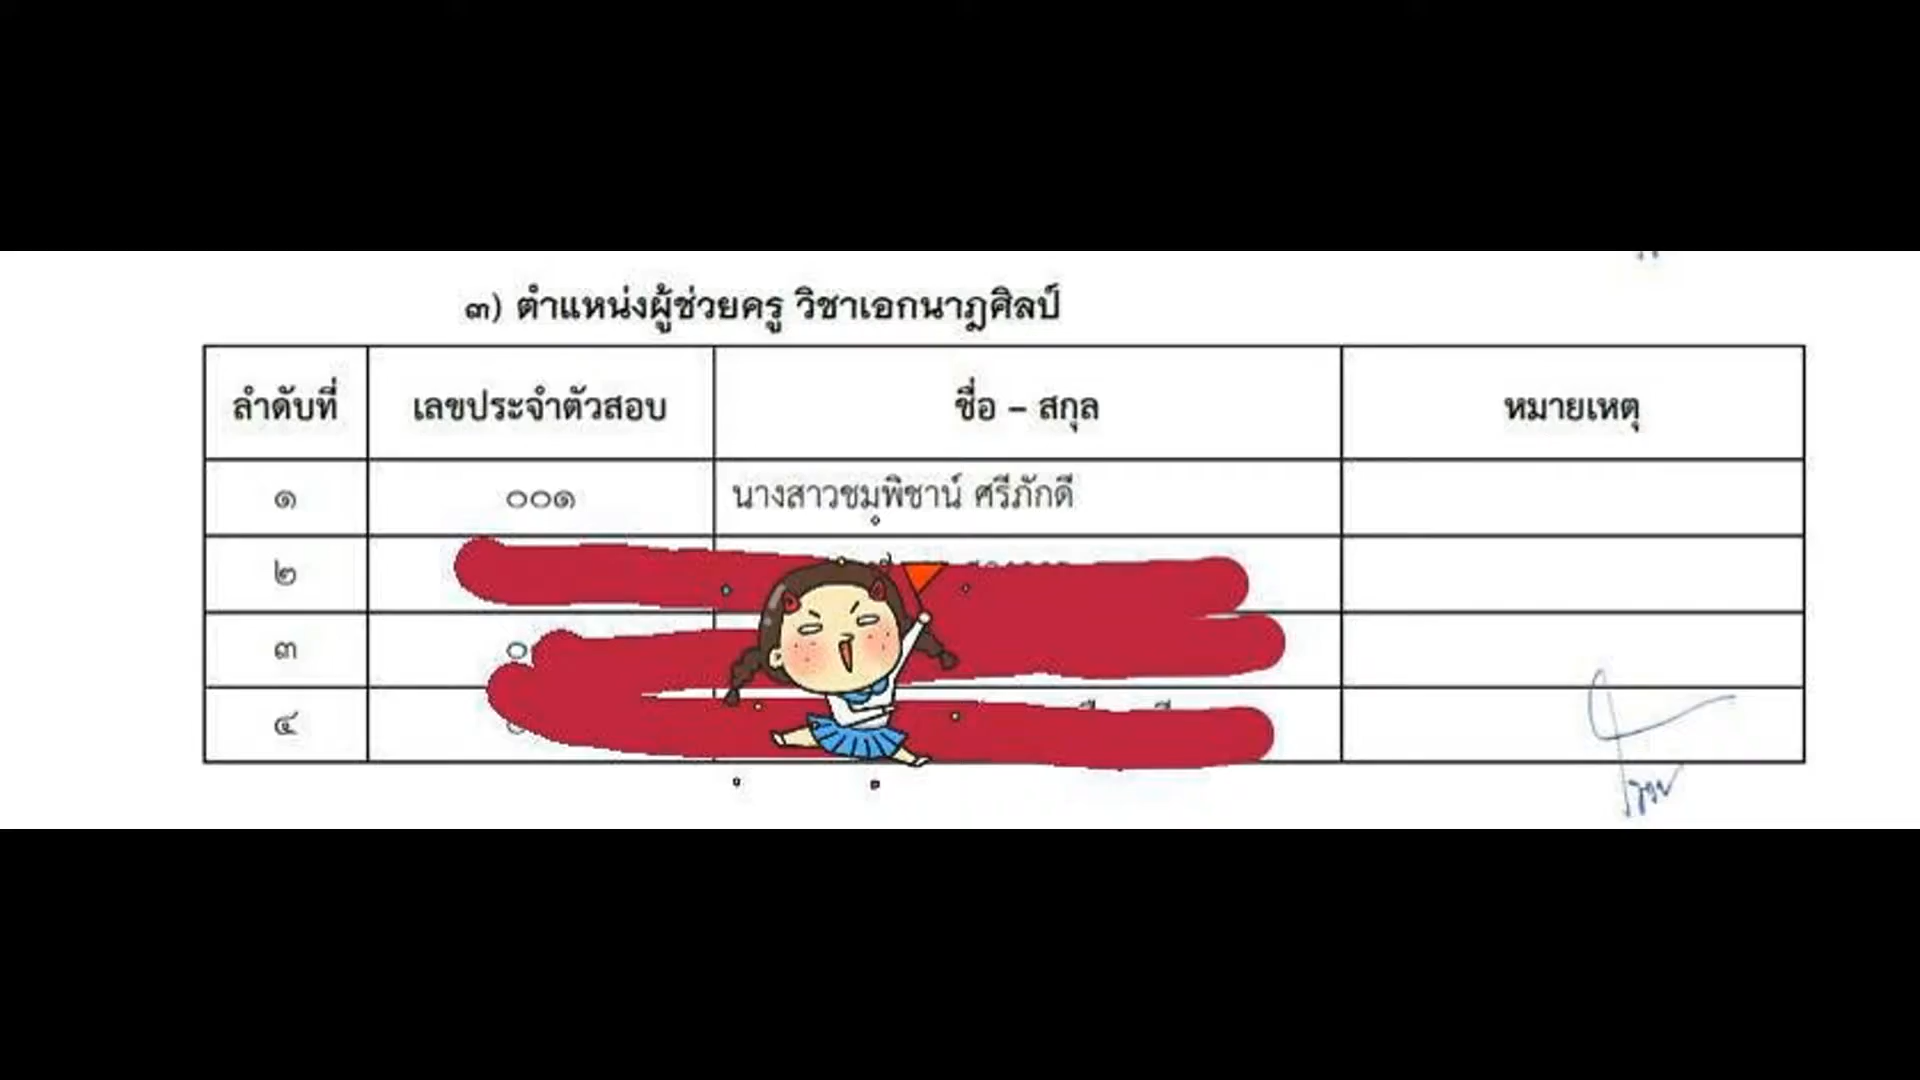 ๓) ตำแหน่งผู้ช่วยครู วิชาเอกนาฎศิลป์
ลำดับที่ เลขประจำตัวสอบ ชื่อ – สกุล หมายเหตุ
๑ ๐๐๑ นางสาวชมพิชาน์ ศรีภักดี
๒
๓ ๐
๔